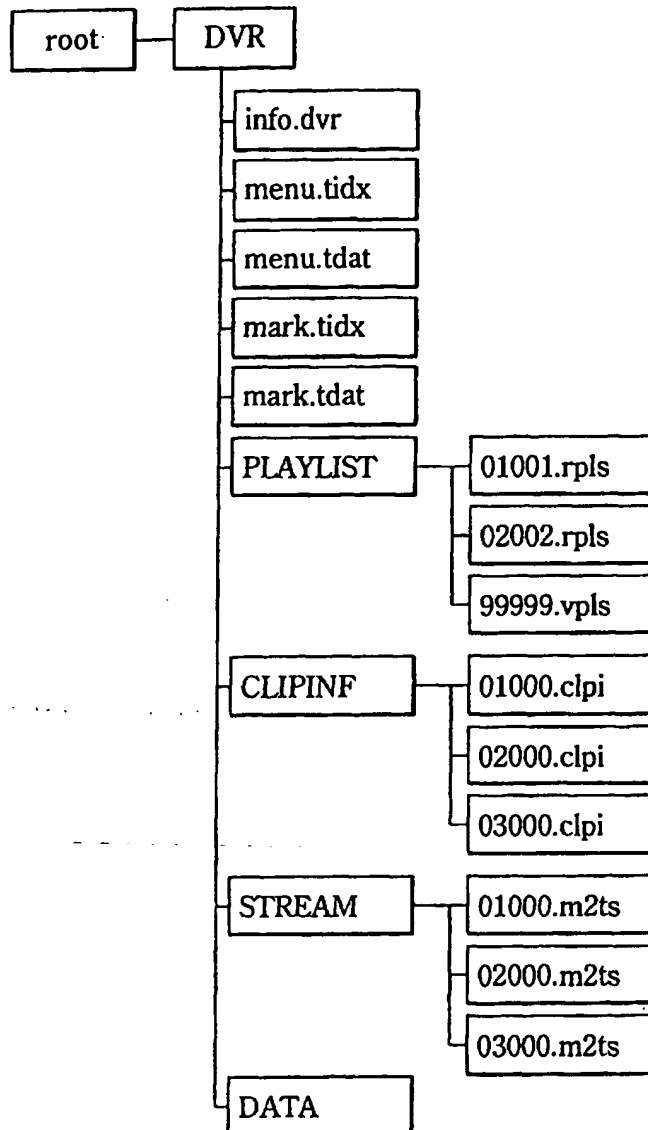 root DVR
info.dvr
menu.tidx
menu.tdat
mark.tidx
mark.tdat
PLAYLIST 01001.rpls
02002.rpls
99999.vpls
CLIPINF 01000.clpi
02000.clpi
03000.clpi
STREAM 01000.m2ts
02000.m2ts
03000.m2ts
DATA